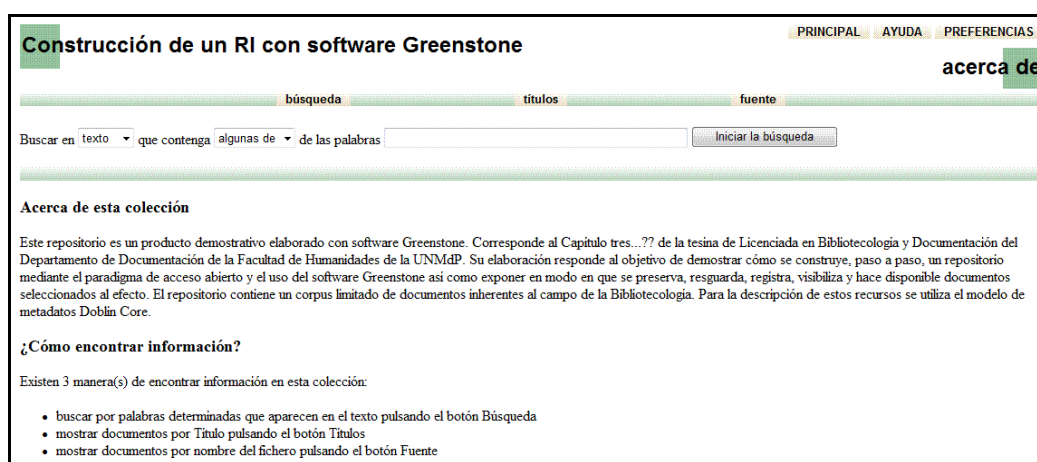 Construcción de un RI con software Greenstone
PRINCIPAL AYUDA PREFERENCIAS
acerca de
búsqueda títulos fuente
Buscar en texto que contenga algunas de de las palabras Iniciar la búsqueda
Acerca de esta colección
Este repositorio es un producto demostrativo elaborado con software Greenstone. Corresponde al Capitulo tres...?? de la tesina de Licenciada en Bibliotecologia y Documentación del
Departamento de Documentación de la Facultad de Humanidades de la UNMdP. Su elaboración responde al objetivo de demostrar cómo se construye, paso a paso, un repositorio
mediante el paradigma de acceso abierto y el uso del software Greenstone así como exponer en modo en que se preserva, resguarda, registra, visibiliza y hace disponible documentos
seleccionados al efecto. El repositorio contiene un corpus limitado de documentos inherentes al campo de la Bibliotecología. Para la descripción de estos recursos se utiliza el modelo de
metadatos Doblin Core.
¿Cómo encontrar información?
Existen 3 manera(s) de encontrar información en esta colección:
• buscar por palabras determinadas que aparecen en el texto pulsando el botón Búsqueda
• mostrar documentos por Título pulsando el botón Títulos
• mostrar documentos por nombre del fichero pulsando el botón Fuente